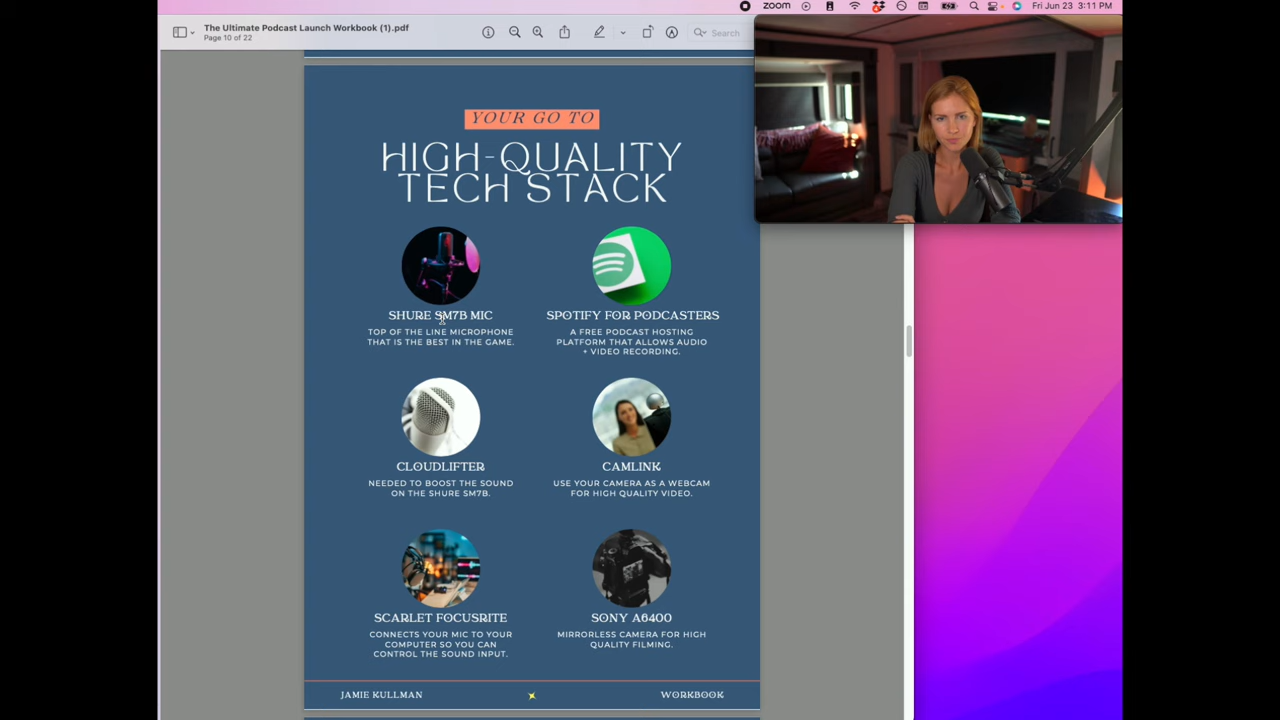 zoom
Fri Jun 23 3:11 PM
The Ultimate Podcast Launch Workbook (1).pdf
Page 10 of 22
Search
YOUR GO TO
HIGH-QUALITY
TECH STACK
SHURE SM7B MIC
TOP OF THE LINE MICROPHONE
THAT IS THE BEST IN THE GAME.
SPOTIFY FOR PODCASTERS
A FREE PODCAST HOSTING
PLATFORM THAT ALLOWS AUDIO
+ VIDEO RECORDING.
CLOUDLIFTER
NEEDED TO BOOST THE SOUND
ON THE SHURE SM7B.
CAMLINK
USE YOUR CAMERA AS A WEBCAM
FOR HIGH QUALITY VIDEO.
SCARLET FOCUSRITE
CONNECTS YOUR MIC TO YOUR
COMPUTER SO YOU CAN
CONTROL THE SOUND INPUT.
SONY A6400
MIRRORLESS CAMERA FOR HIGH
QUALITY FILMING.
JAMIE KULLMAN
WORKBOOK